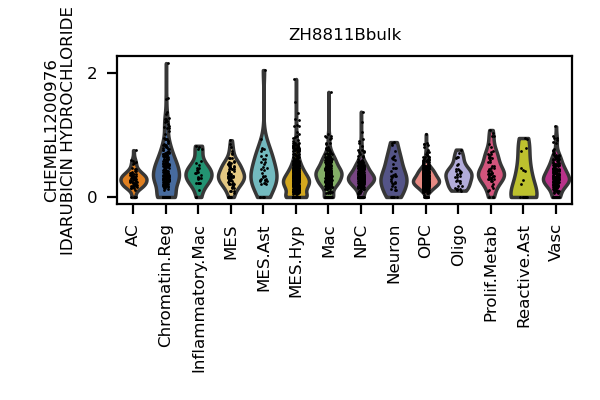 ZH8811Bbulk
CHEMBL1200976
IDARUBICIN HYDROCHLORIDE
2
0
AC
Chromatin.Reg
Inflammatory.Mac
MES
MES.Ast
MES.Hyp
Mac
NPC
Neuron
OPC
Oligo
Prolif.Metab
Reactive.Ast
Vasc